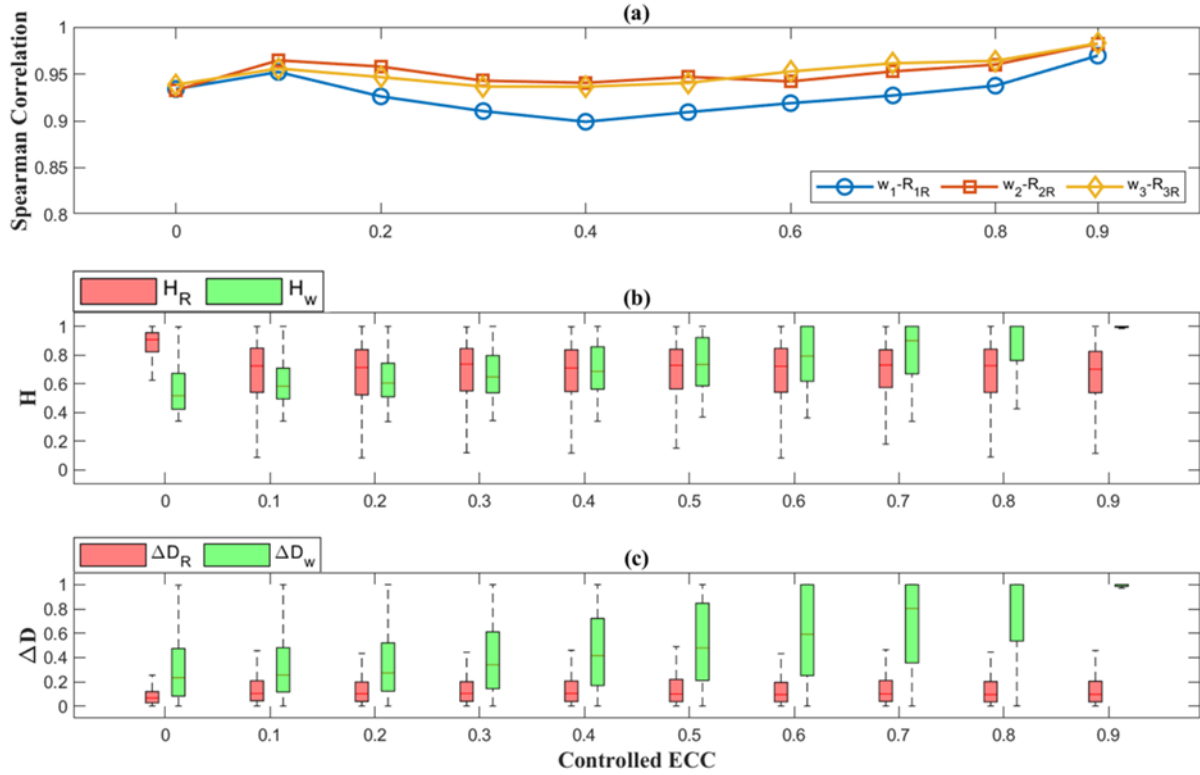 (a)
Spearman Correlation
1
0.95
0.9
0.85
0.8
w1-R1R w2-R2R w3-R3R
0 0.2 0.4 0.6 0.8 0.9
HR Hw
(b)
H
1
0.8
0.6
0.4
0.2
0
0 0.1 0.2 0.3 0.4 0.5 0.6 0.7 0.8 0.9
ΔDR ΔDw
(c)
ΔD
1
0.8
0.6
0.4
0.2
0
0 0.1 0.2 0.3 0.4 0.5 0.6 0.7 0.8 0.9
Controlled ECC